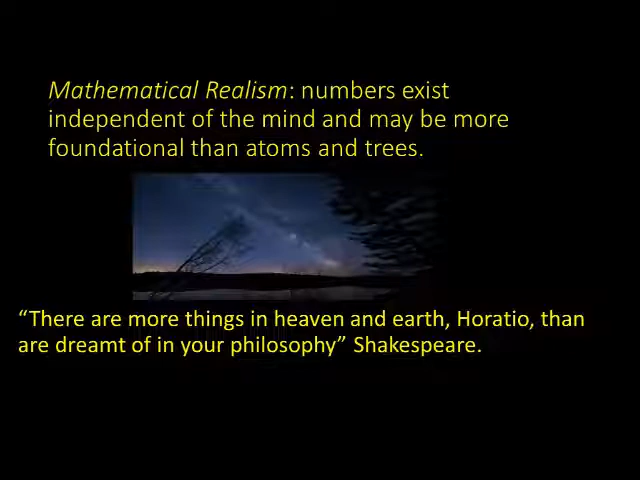 Mathematical Realism: numbers exist
independent of the mind and may be more
foundational than atoms and trees.
“There are more things in heaven and earth, Horatio, than
are dreamt of in your philosophy” Shakespeare.